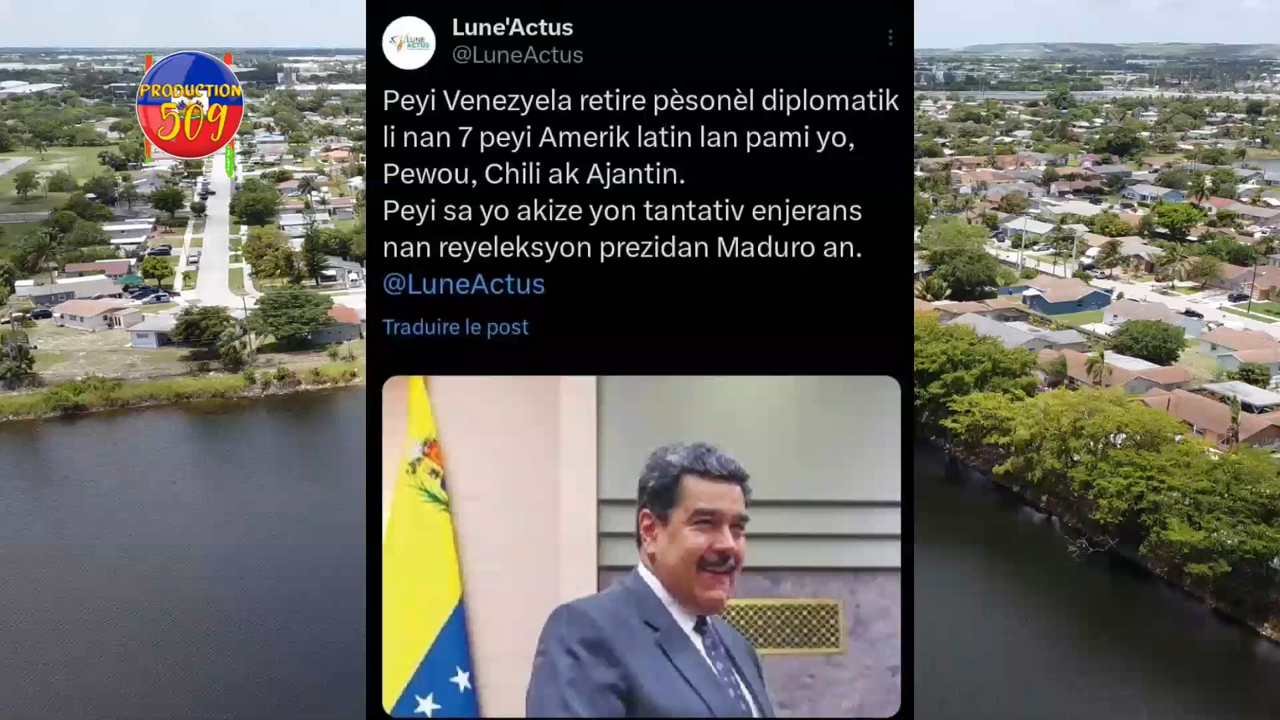 PRODUCTION
509
Lune'Actus
@LuneActus
Peyi Venezyela retire pèsonèl diplomatik
li nan 7 peyi Amerik latin lan pami yo,
Pewou, Chili ak Ajantin.
Peyi sa yo akize yon tantativ enjerans
nan reyeleksyon prezidan Maduro an.
@LuneActus
Traduire le post